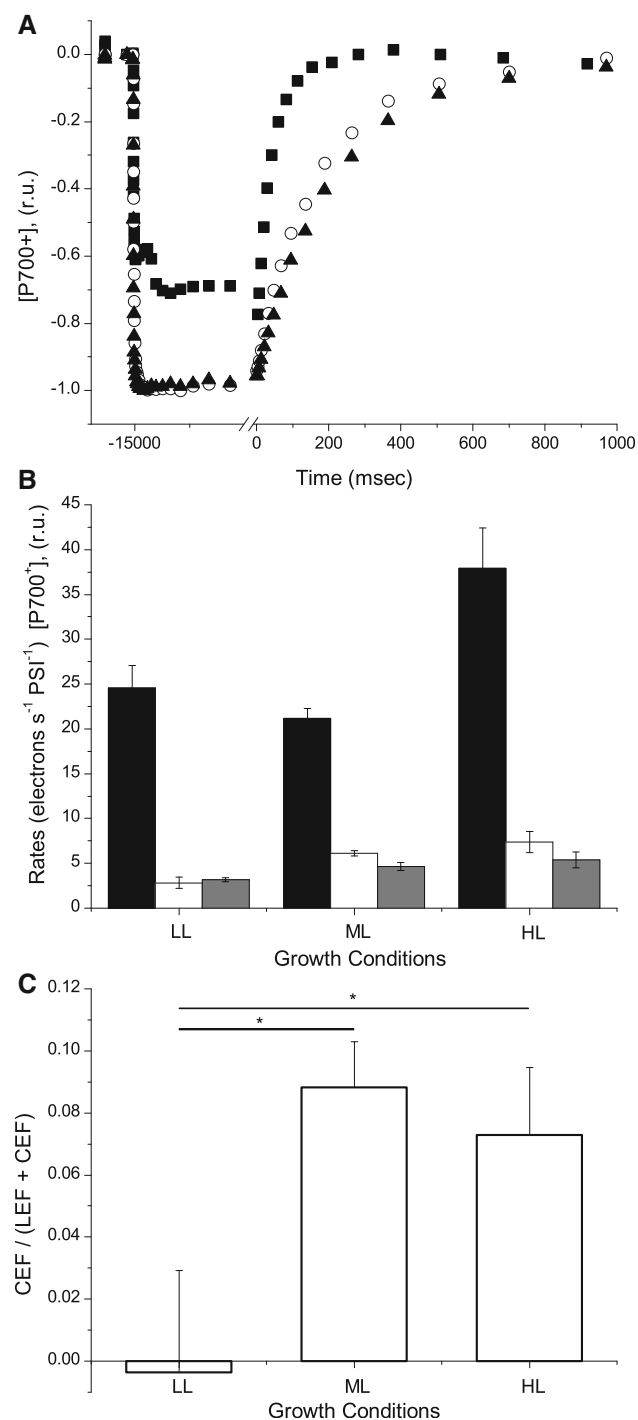 A
0.0
-0.2
-0.4
-0.6
-0.8
-1.0
[P700+], (r.u.)
-15000 0 200 400 600 800 1000
Time (msec)
B
45
40
35
30
25
20
15
10
5
0
Rates (electrons s⁻¹ PSI⁻¹) [P700⁺], (r.u.)
LL ML HL
Growth Conditions
C
0.12
0.10
0.08
0.06
0.04
0.02
0.00
CEF / (LEF + CEF)
*
*
LL ML HL
Growth Conditions